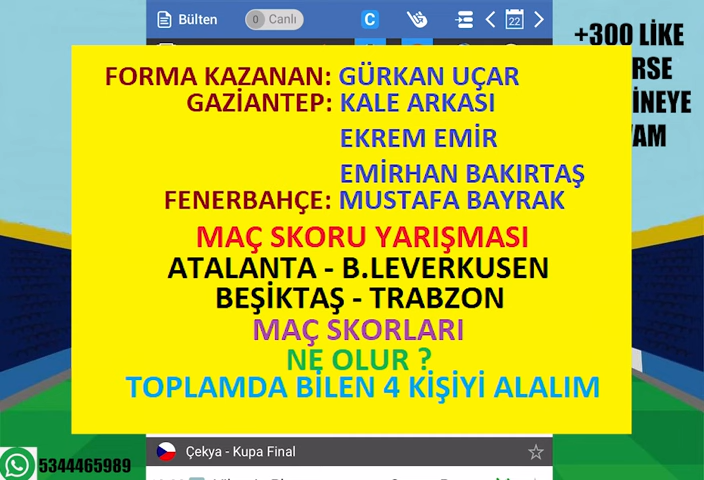 Bülten
0 Canlı
C
22
+300 LİKE
RSE
İNEYE
AM
FORMA KAZANAN: GÜRKAN UÇAR
GAZİANTEP: KALE ARKASI
EKREM EMİR
EMİRHAN BAKIRTAŞ
FENERBAHÇE: MUSTAFA BAYRAK
MAÇ SKORU YARIŞMASI
ATALANTA - B.LEVERKUSEN
BEŞİKTAŞ - TRABZON
MAÇ SKORLARI
NE OLUR ?
TOPLAMDA BİLEN 4 KİŞİYİ ALALIM
Çekya - Kupa Final
5344465989